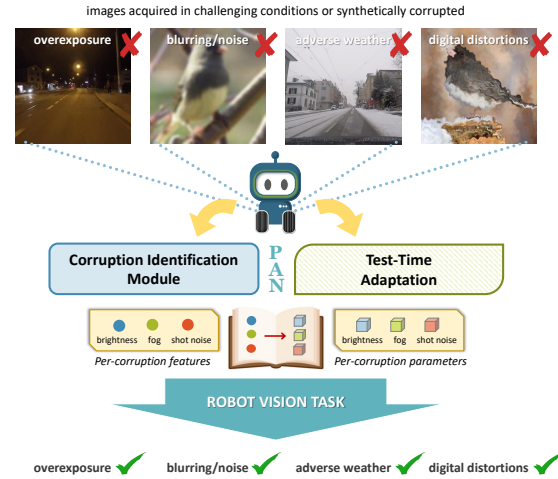 images acquired in challenging conditions or synthetically corrupted
overexposure blurring/noise adverse weather digital distortions
Corruption Identification
Module
PAN
Test-Time
Adaptation
brightness fog shot noise
brightness fog shot noise
Per-corruption features
Per-corruption parameters
ROBOT VISION TASK
overexposure blurring/noise adverse weather digital distortions